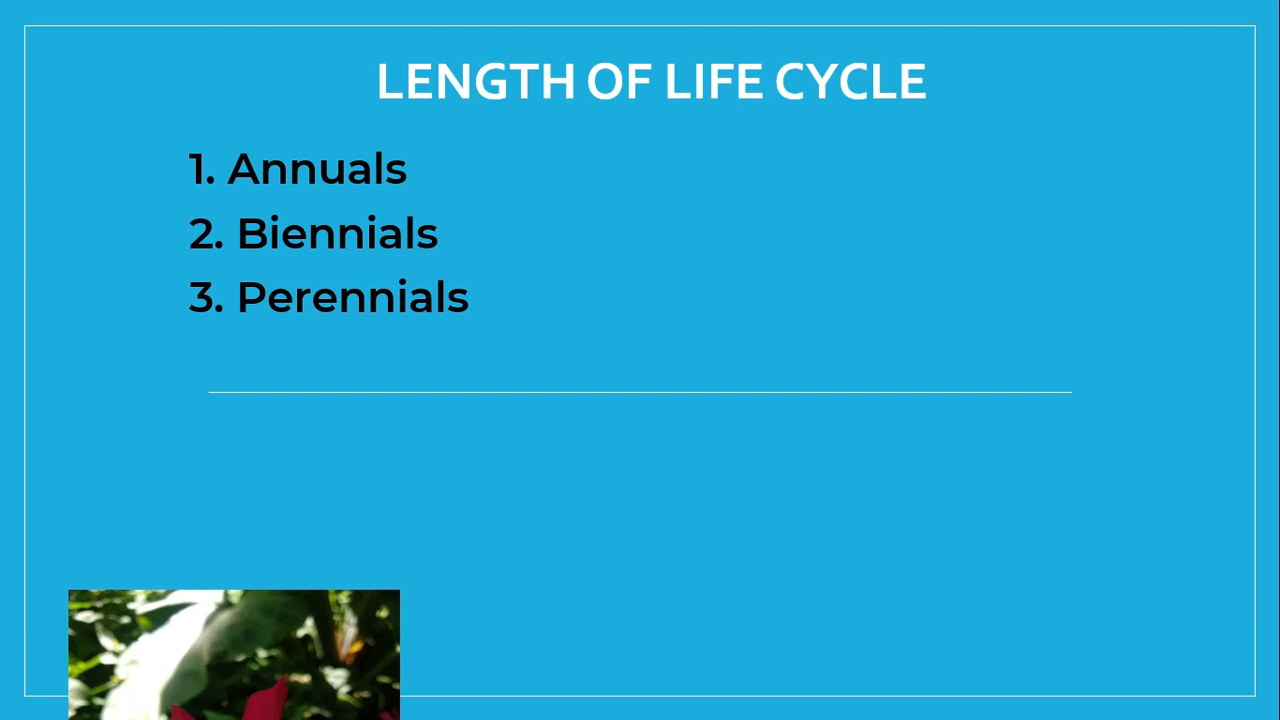 LENGTH OF LIFE CYCLE
1. Annuals
2. Biennials
3. Perennials